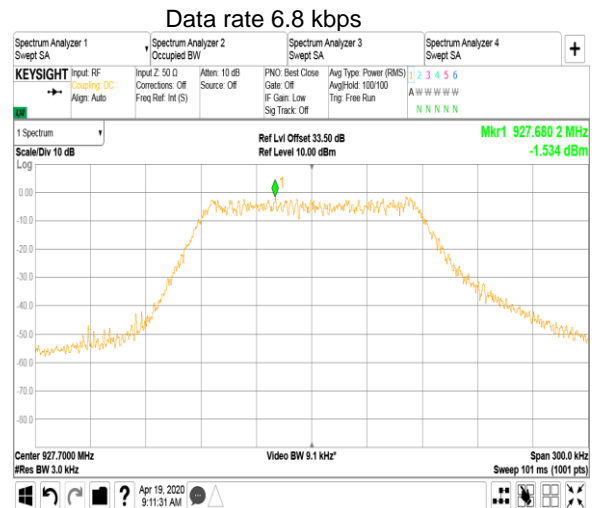 Data rate 6.8 kbps
Spectrum Analyzer 1 Spectrum Analyzer 2 Spectrum Analyzer 3 Spectrum Analyzer 4
Swept SA Occupied BW Swept SA Swept SA
KEYSIGHT Input: RF Input Z: 50 Ω Atten: 10 dB PNO: Best Close Avg Type: Power (RMS) 1 2 3 4 5 6
Coupling: DC Corrections: Off Source: Off Gate: Off Avg|Hold: 100/100 A W W W W W
Align: Auto Freq Ref: Int (S) IF Gain: Low Trig: Free Run
Sig Track: Off N N N N N
1 Spectrum Ref Lvl Offset 33.50 dB Mkr1 927.680 2 MHz
Scale/Div 10 dB Ref Level 10.00 dBm -1.534 dBm
Log
1
0.00
-10.0
-20.0
-30.0
-40.0
-50.0
-60.0
-70.0
-80.0
Center 927.7000 MHz Video BW 9.1 kHz* Span 300.0 kHz
#Res BW 3.0 kHz Sweep 101 ms (1001 pts)
? Apr 19, 2020
9:11:31 AM